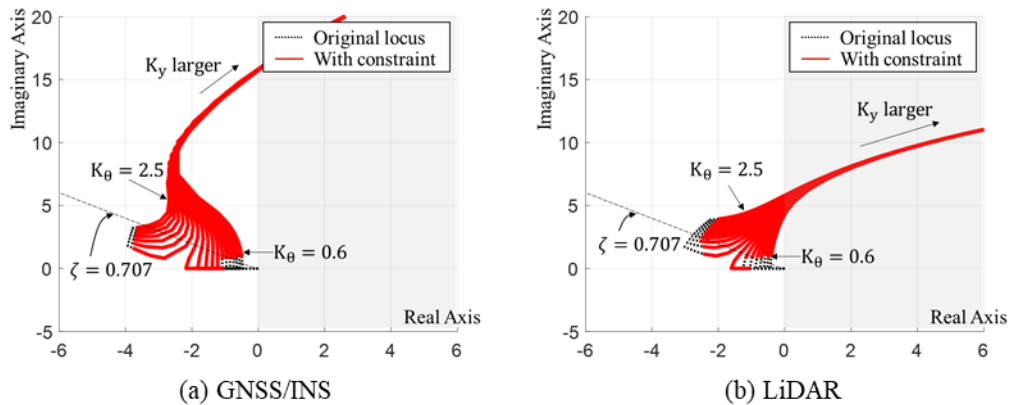 Imaginary Axis
20
15
10
5
0
-5
-6
-4
-2
0
2
4
6
Original locus
With constraint
K_y larger
K_θ = 2.5
K_θ = 0.6
ζ = 0.707
Real Axis
(a) GNSS/INS
Imaginary Axis
20
15
10
5
0
-5
-6
-4
-2
0
2
4
6
Original locus
With constraint
K_y larger
K_θ = 2.5
K_θ = 0.6
ζ = 0.707
Real Axis
(b) LiDAR